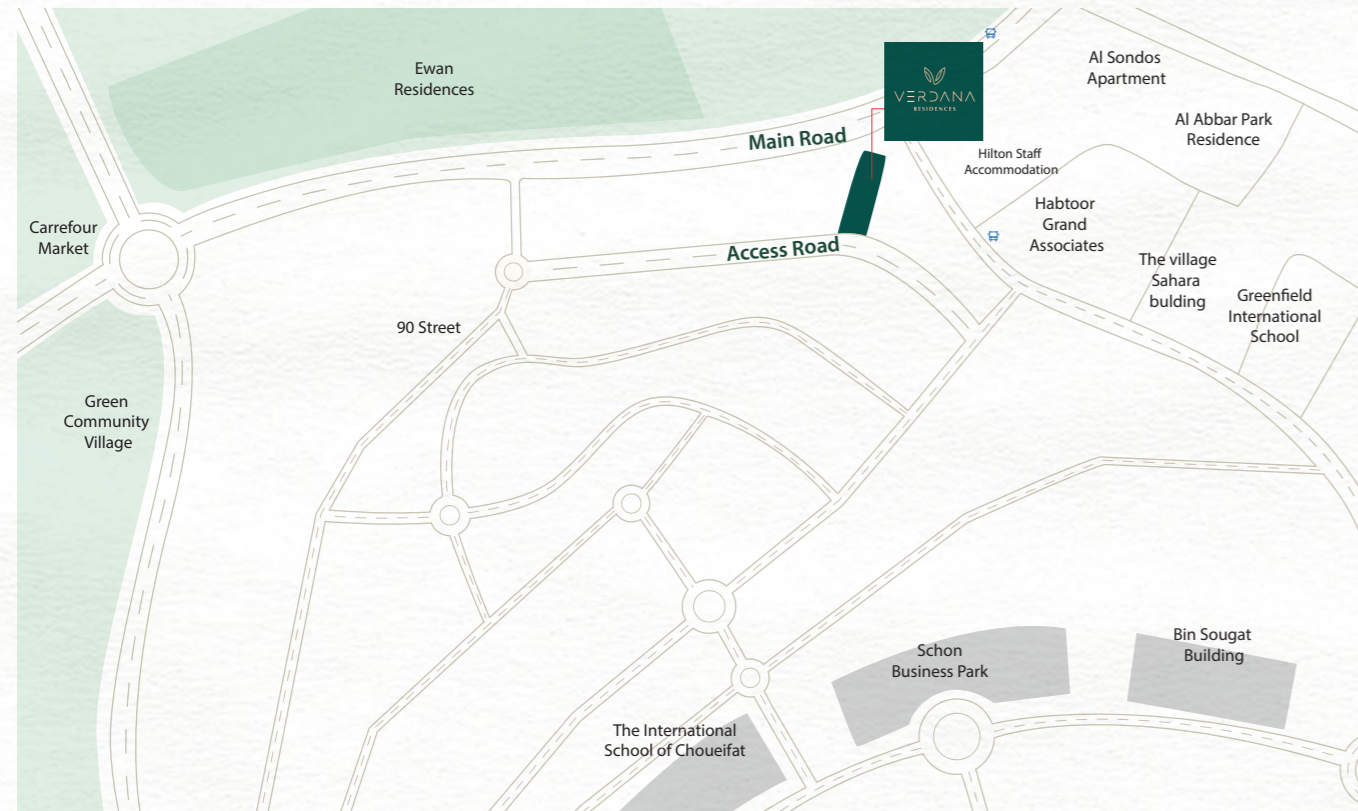 Ewan
Residences
VERDANA
RESIDENCES
Al Sondos
Apartment
Al Abbar Park
Residence
Main Road
Hilton Staff
Accommodation
Carrefour
Market
Habtoor
Grand
Associates
Access Road
The village
Sahara
bulding
Greenfield
International
School
90 Street
Green
Community
Village
Schon
Business Park
Bin Sougat
Building
The International
School of Choueifat